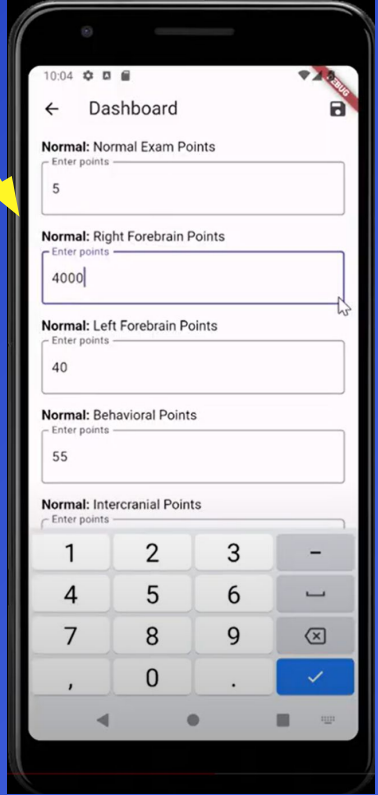 10:04
DEBUG
Dashboard
Normal: Normal Exam Points
Enter points
5
Normal: Right Forebrain Points
Enter points
4000
Normal: Left Forebrain Points
Enter points
40
Normal: Behavioral Points
Enter points
55
Normal: Intercranial Points
Enter points
1 2 3 -
4 5 6
7 8 9
, 0 .